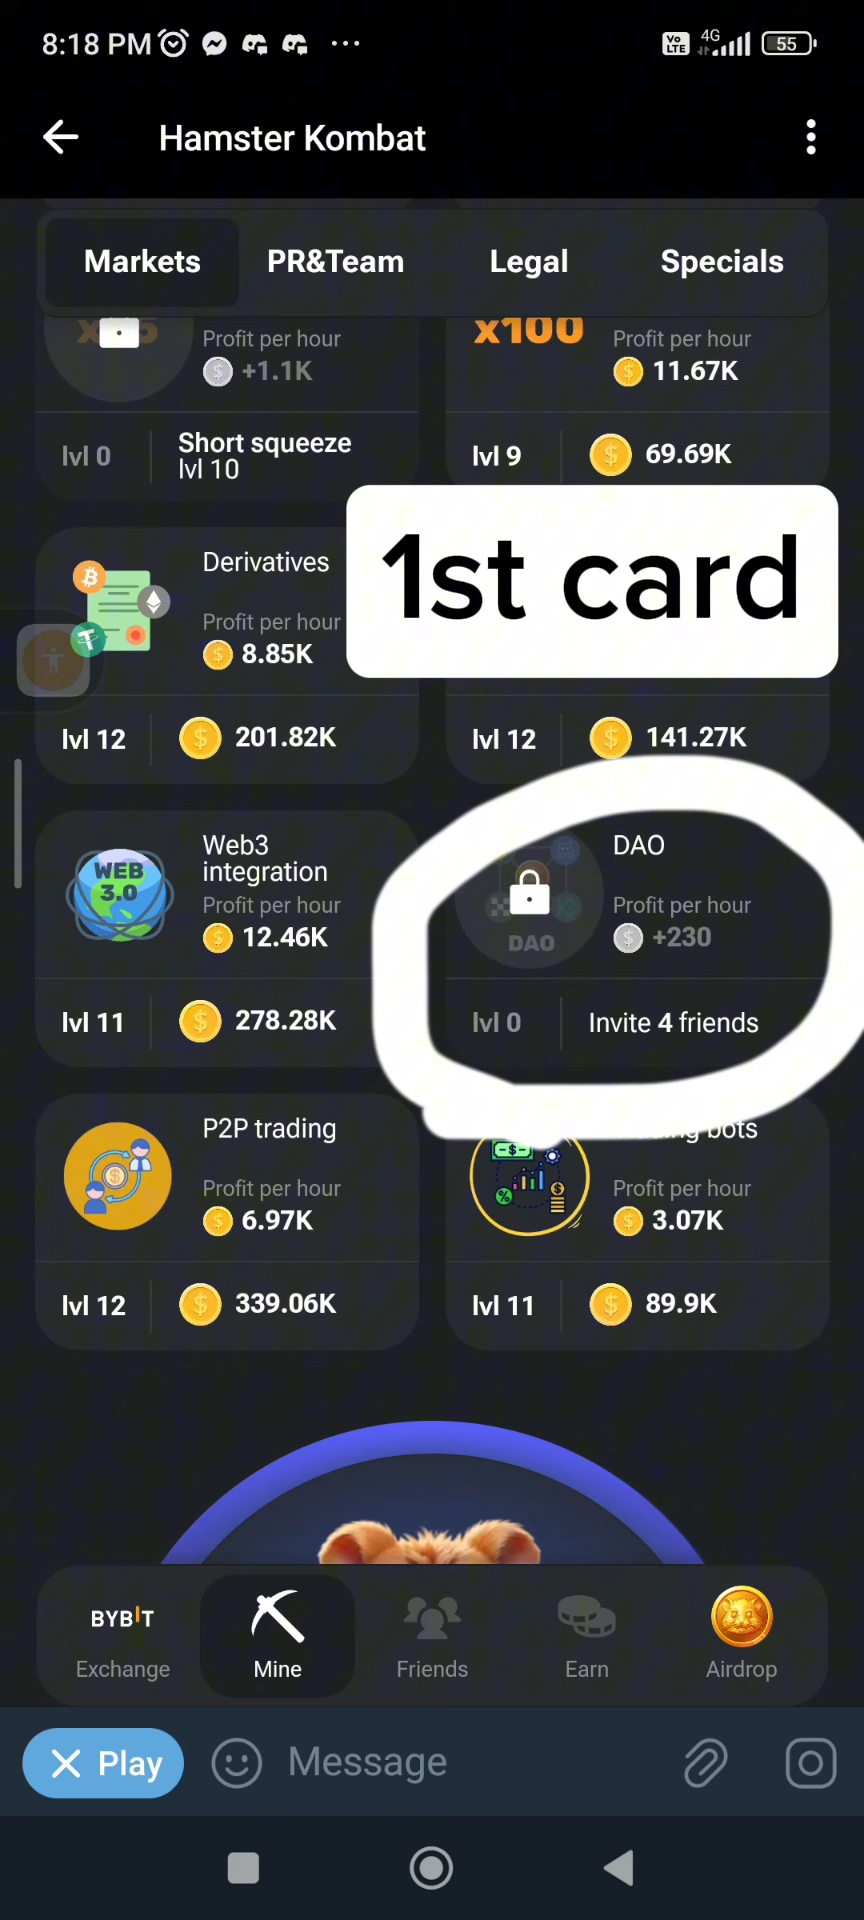 8:18 PM
Vo LTE 4G 55
Hamster Kombat
Markets PR&Team Legal Specials
Profit per hour
+1.1K
lvl 0
Short squeeze
lvl 10
x100
Profit per hour
11.67K
lvl 9 69.69K
1st card
Derivatives
Profit per hour
8.85K
lvl 12 201.82K
lvl 12 141.27K
WEB
3.0
Web3
integration
Profit per hour
12.46K
lvl 11 278.28K
DAO
DAO
Profit per hour
+230
lvl 0 Invite 4 friends
P2P trading
Profit per hour
6.97K
lvl 12 339.06K
bots
Profit per hour
3.07K
lvl 11 89.9K
BYBIT
Exchange Mine Friends Earn Airdrop
Play Message